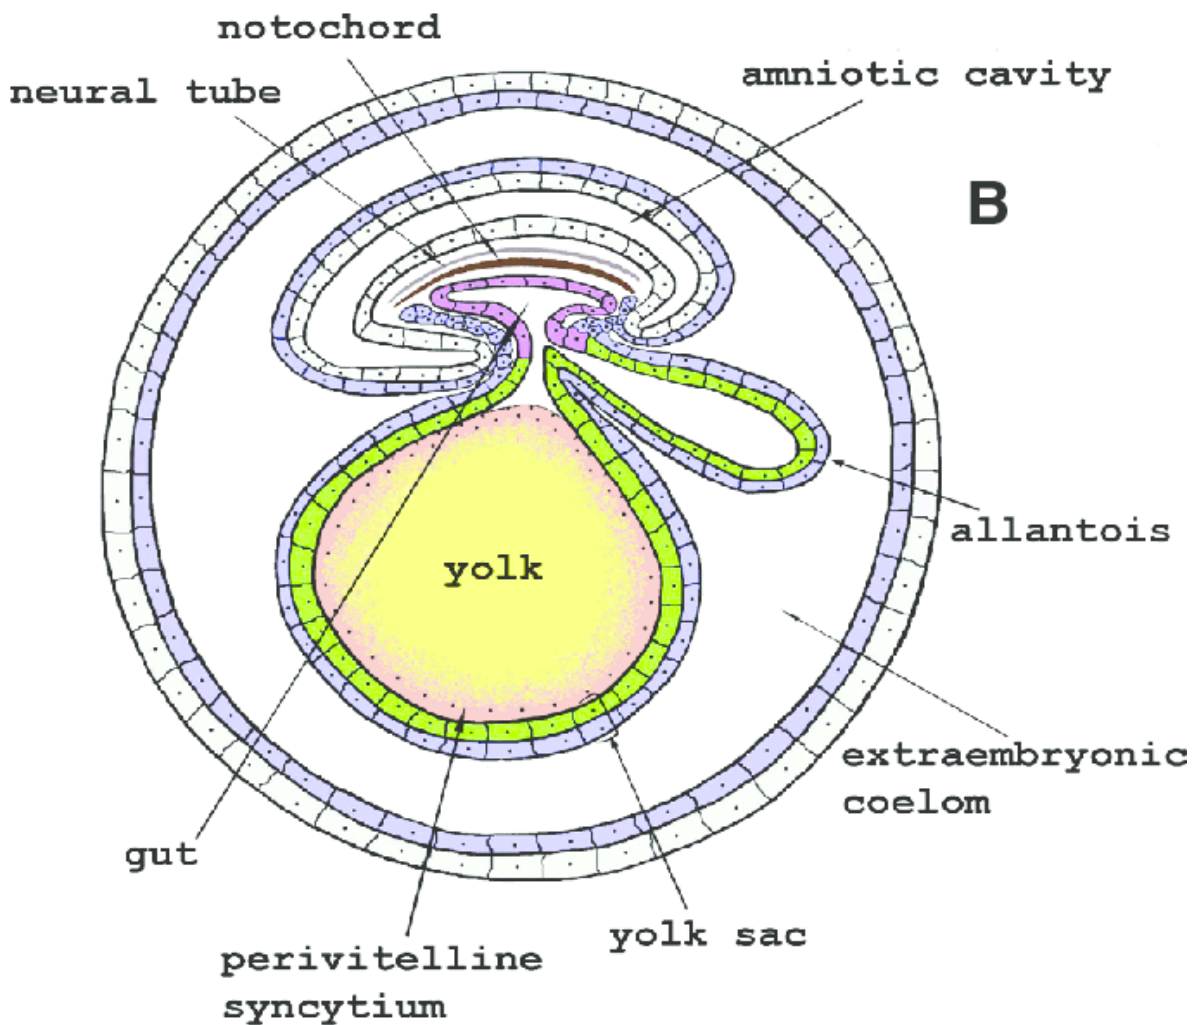 notochord
neural tube
amniotic cavity
B
allantois
yolk
extraembryonic
coelom
gut
yolk sac
perivitelline
syncytium